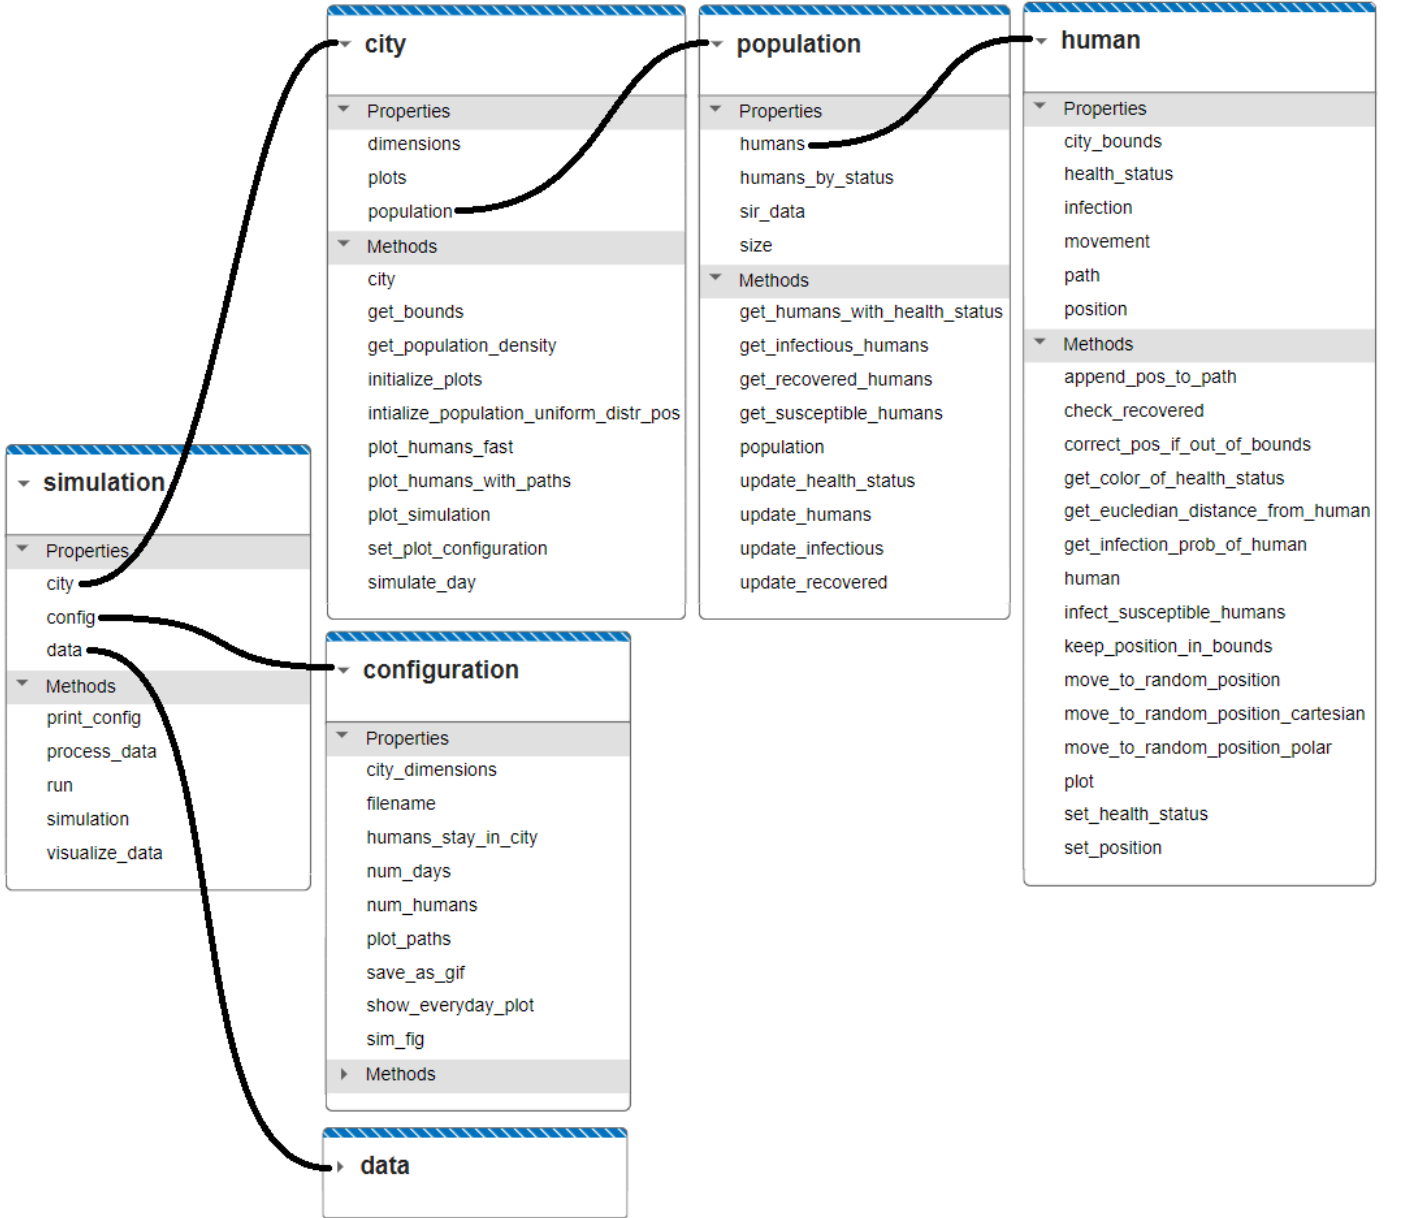 city
Properties
dimensions
plots
population
Methods
city
get_bounds
get_population_density
initialize_plots
intialize_population_uniform_distr_pos
plot_humans_fast
plot_humans_with_paths
plot_simulation
set_plot_configuration
simulate_day
population
Properties
humans
humans_by_status
sir_data
size
Methods
get_humans_with_health_status
get_infectious_humans
get_recovered_humans
get_susceptible_humans
population
update_health_status
update_humans
update_infectious
update_recovered
human
Properties
city_bounds
health_status
infection
movement
path
position
Methods
append_pos_to_path
check_recovered
correct_pos_if_out_of_bounds
get_color_of_health_status
get_eucledian_distance_from_human
get_infection_prob_of_human
human
infect_susceptible_humans
keep_position_in_bounds
move_to_random_position
move_to_random_position_cartesian
move_to_random_position_polar
plot
set_health_status
set_position
simulation
Properties
city
config
data
Methods
print_config
process_data
run
simulation
visualize_data
configuration
Properties
city_dimensions
filename
humans_stay_in_city
num_days
num_humans
plot_paths
save_as_gif
show_everyday_plot
sim_fig
Methods
data